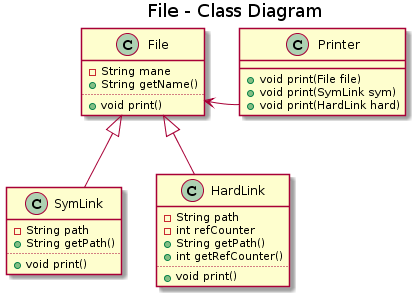 File - Class Diagram
C File
String mane
String getName()
void print()
C Printer
void print(File file)
void print(SymLink sym)
void print(HardLink hard)
C SymLink
String path
String getPath()
void print()
C HardLink
String path
int refCounter
String getPath()
int getRefCounter()
void print()